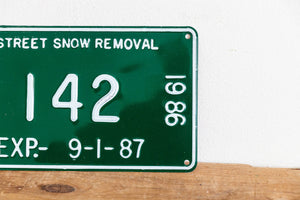 STREET SNOW REMOVAL
142
1986
EXP.- 9-1-87